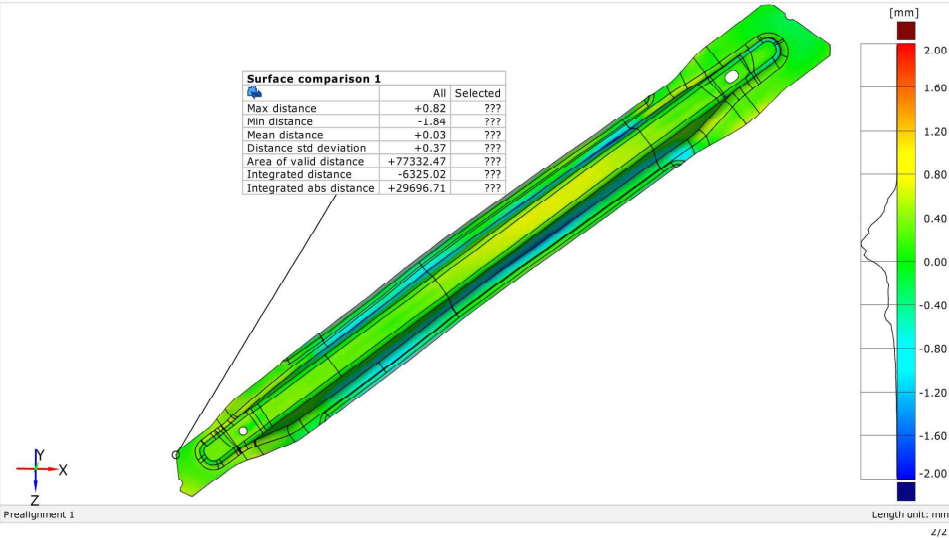 [mm]
2.00
1.60
1.20
0.80
0.40
0.00
-0.40
-0.80
-1.20
-1.60
-2.00
Surface comparison 1
All Selected
Max distance +0.82 ???
Min distance -1.84 ???
Mean distance +0.03 ???
Distance std deviation +0.37 ???
Area of valid distance +77332.47 ???
Integrated distance -6325.02 ???
Integrated abs distance +29696.71 ???
Y
X
Z
Prealignment 1 Length unit: mm
2/2